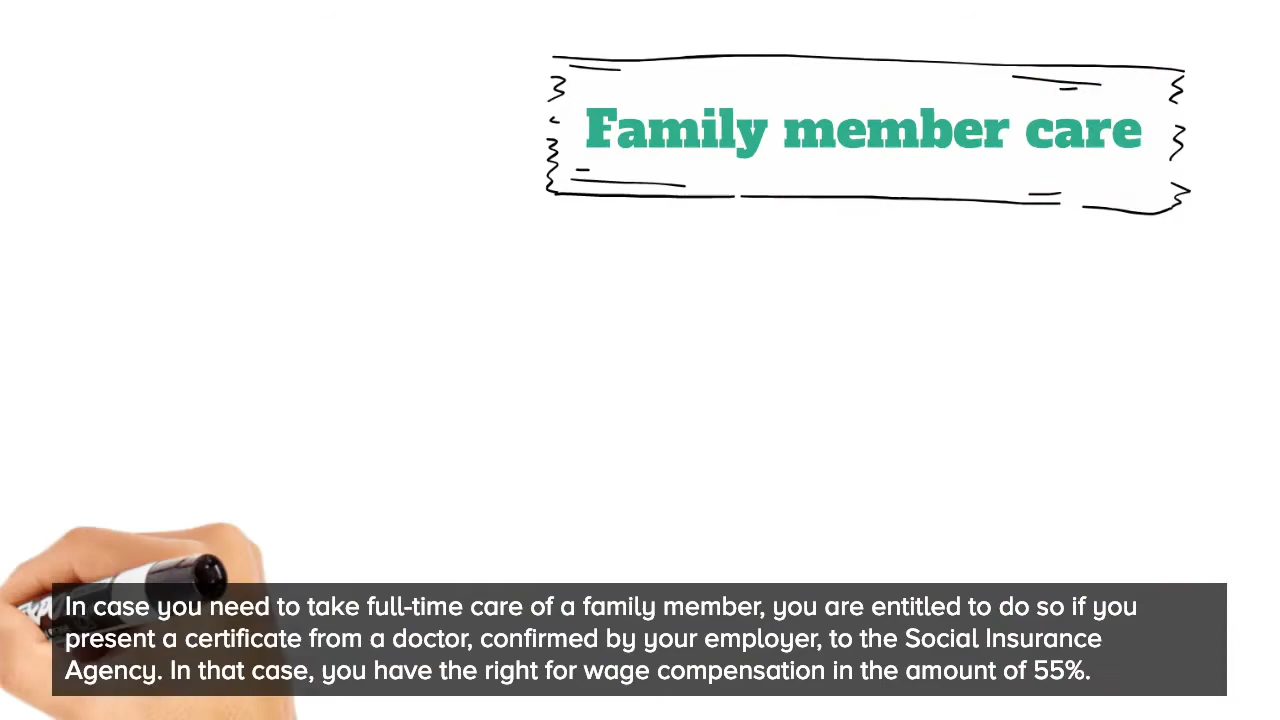 Family member care
In case you need to take full-time care of a family member, you are entitled to do so if you
present a certificate from a doctor, confirmed by your employer, to the Social Insurance
Agency. In that case, you have the right for wage compensation in the amount of 55%.